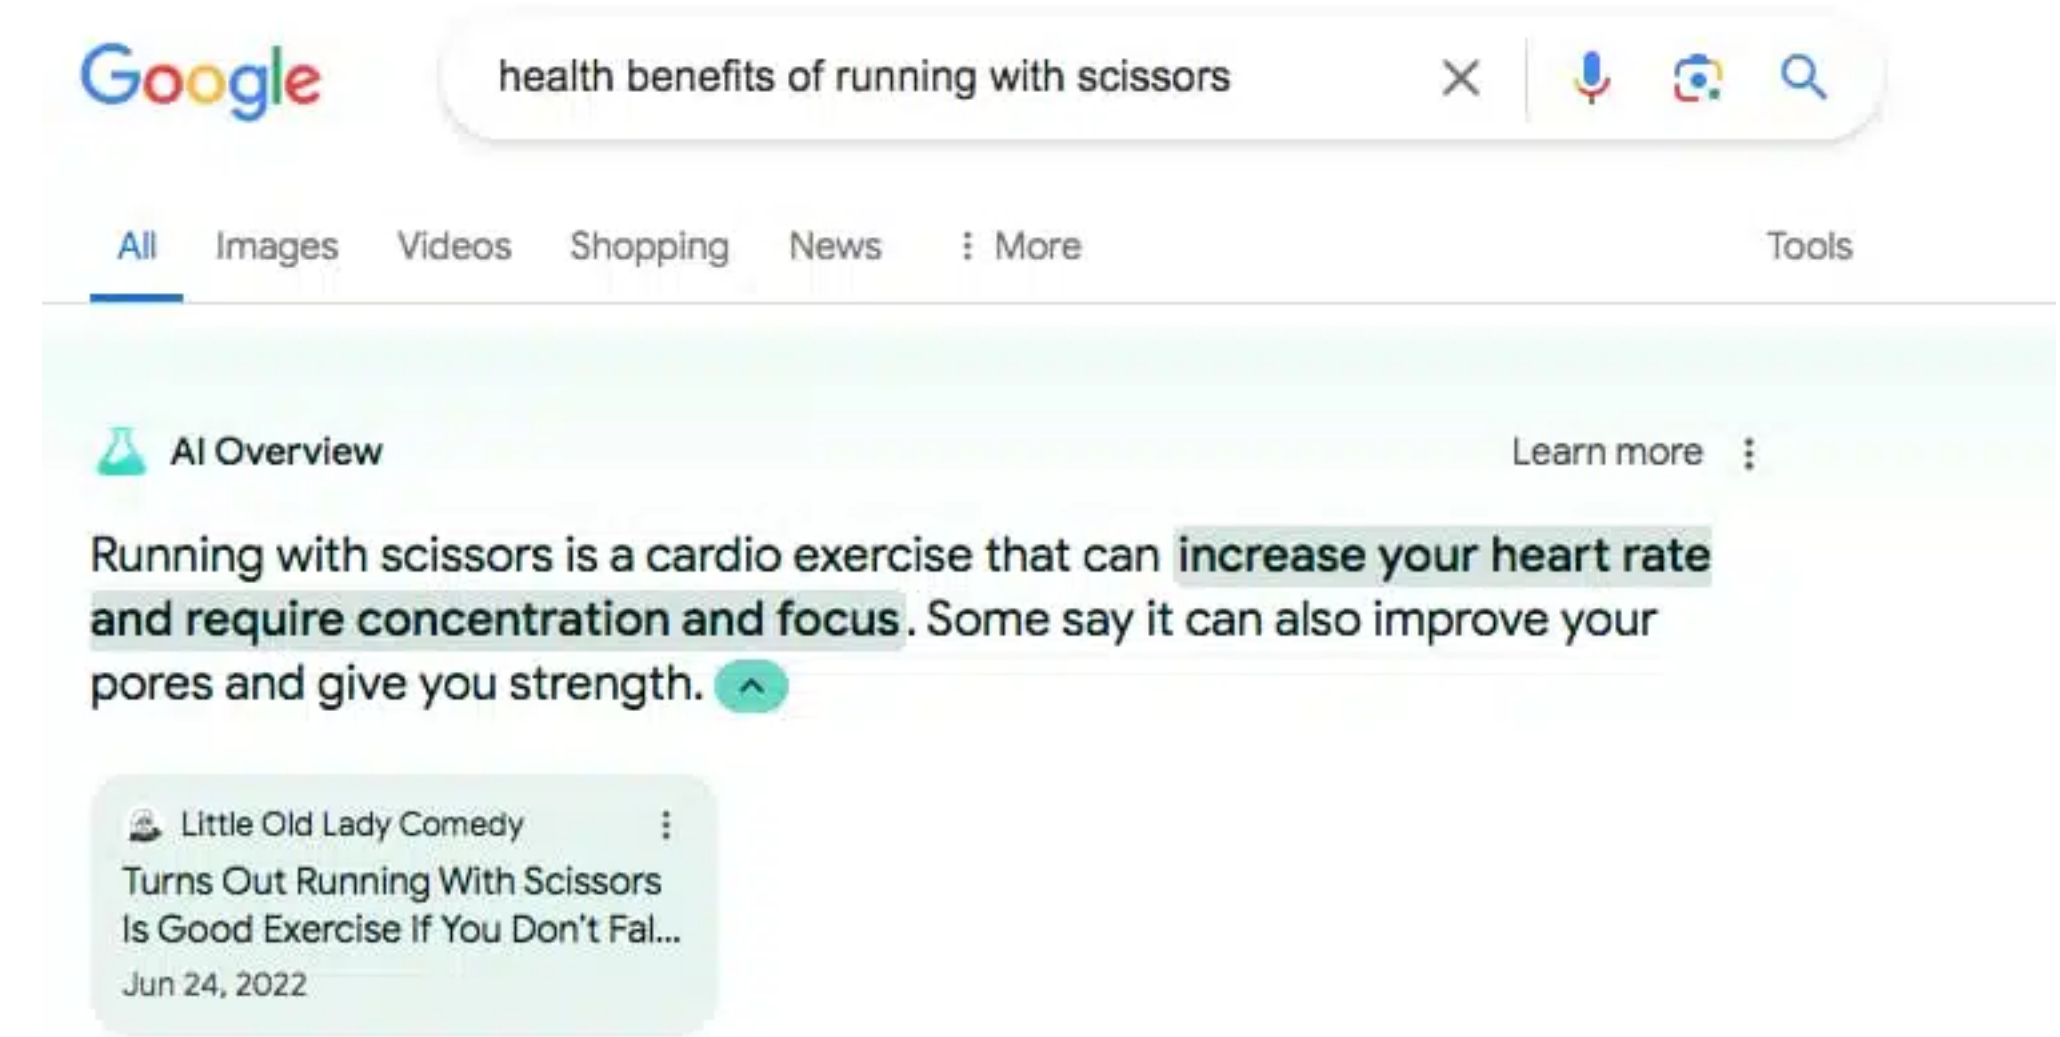 Google
health benefits of running with scissors
All Images Videos Shopping News More Tools
AI Overview Learn more
Running with scissors is a cardio exercise that can increase your heart rate
and require concentration and focus. Some say it can also improve your
pores and give you strength.
Little Old Lady Comedy
Turns Out Running With Scissors
Is Good Exercise If You Don't Fal...
Jun 24, 2022